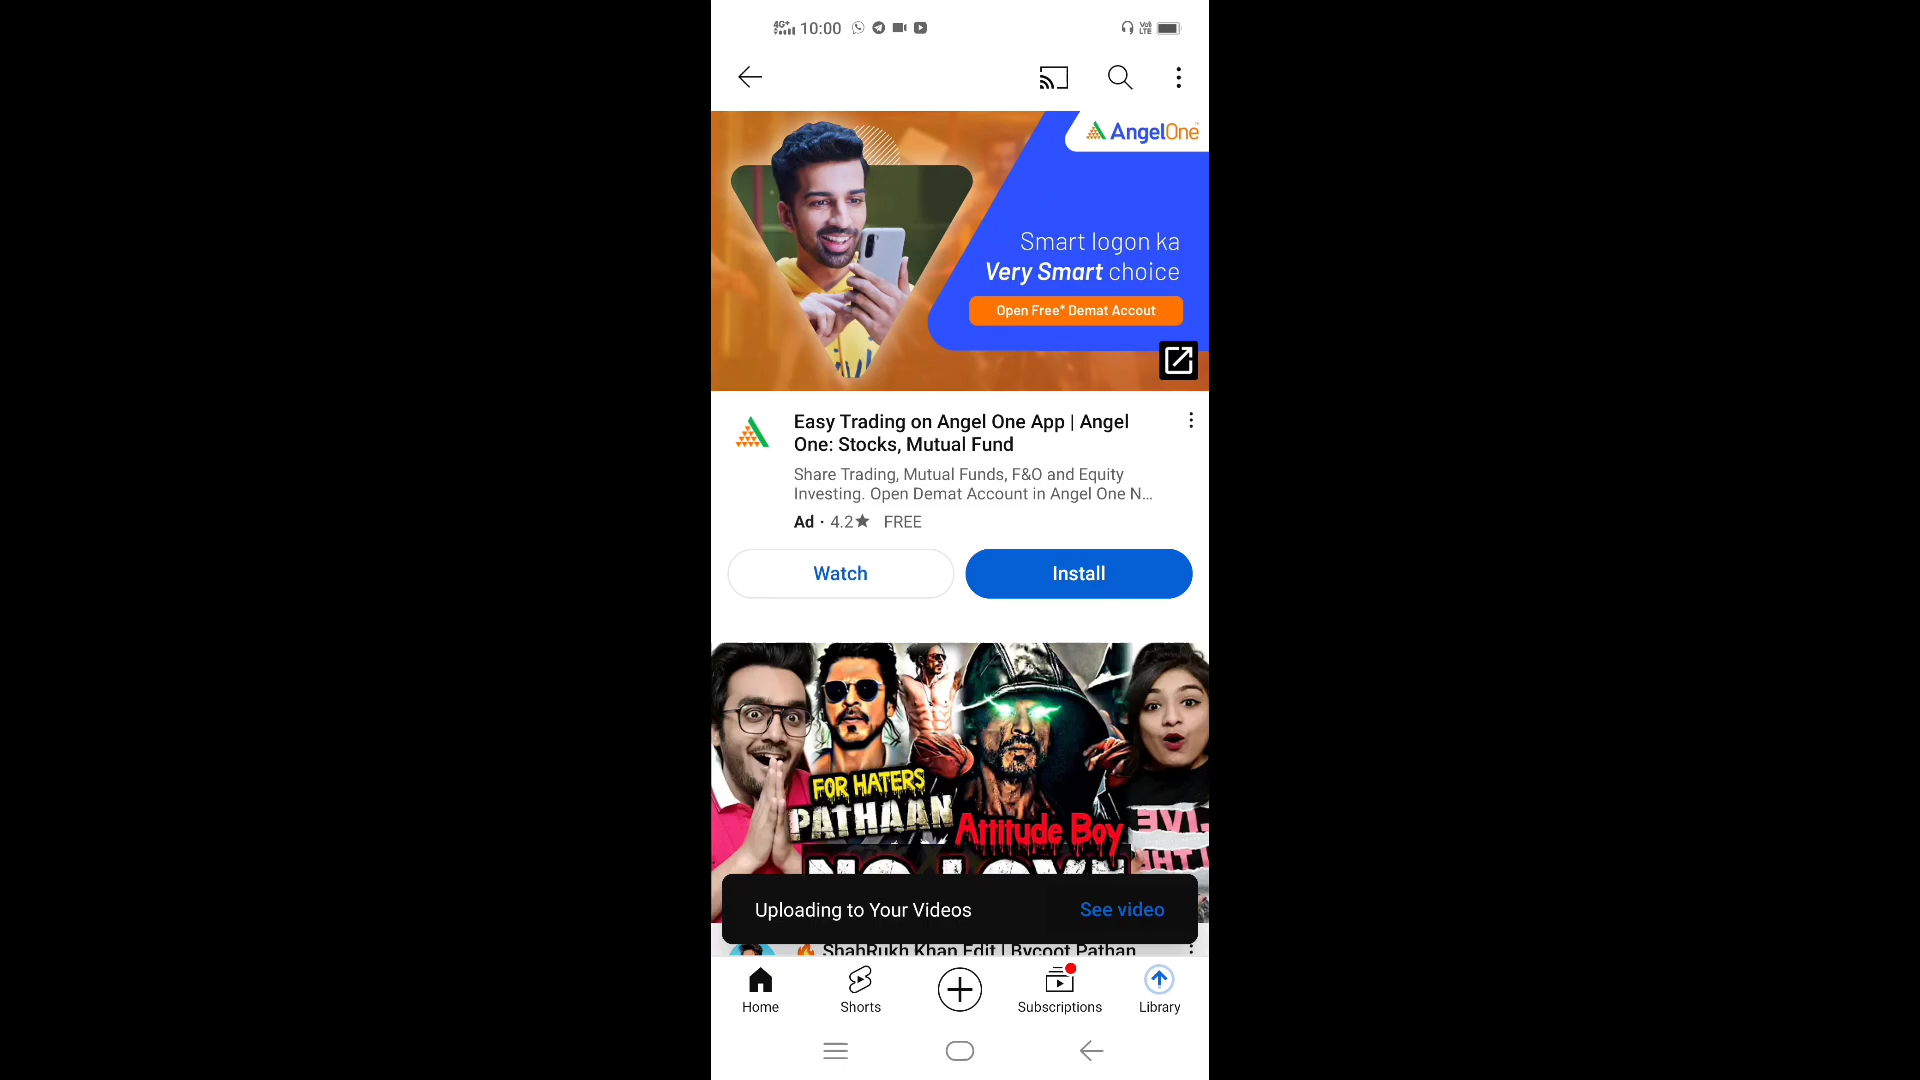 4G+ 10:00 Vo) LTE
AngelOne
Smart logon ka
Very Smart choice
Open Free* Demat Accout
Easy Trading on Angel One App | Angel
One: Stocks, Mutual Fund
Share Trading, Mutual Funds, F&O and Equity
Investing. Open Demat Account in Angel One N...
Ad · 4.2★ FREE
Watch Install
FOR HATERS
PATHAAN
Attitude Boy
Uploading to Your Videos See video
ShahRukh Khan Edit | Bycoot Pathan
Home Shorts Subscriptions Library